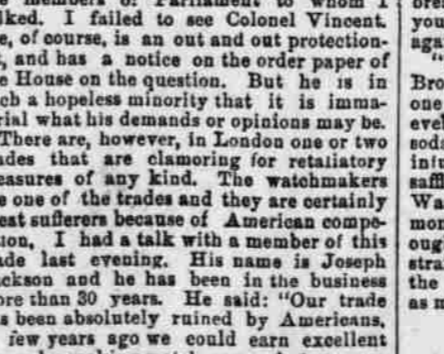 members of Parliament to whom I
lked. I failed to see Colonel Vincent.
e, of course, is an out and out protection-
, and has a notice on the order paper of
e House on the question. But he is in
ch a hopeless minority that it is imma-
rial what his demands or opinions may be.
There are, however, in London one or two
ades that are clamoring for retaliatory
easures of any kind. The watchmakers
e one of the trades and they are certainly
eat sufferers because of American compe-
tion. I had a talk with a member of this
ade last evening. His name is Joseph
ckson and he has been in the business
ore than 30 years. He said: "Our trade
s been absolutely ruined by Americans.
few years ago we could earn excellent
you
aga
"
Bro
one
evel
sods
infl
saffl
Wa
mor
oug
stra
the
as n